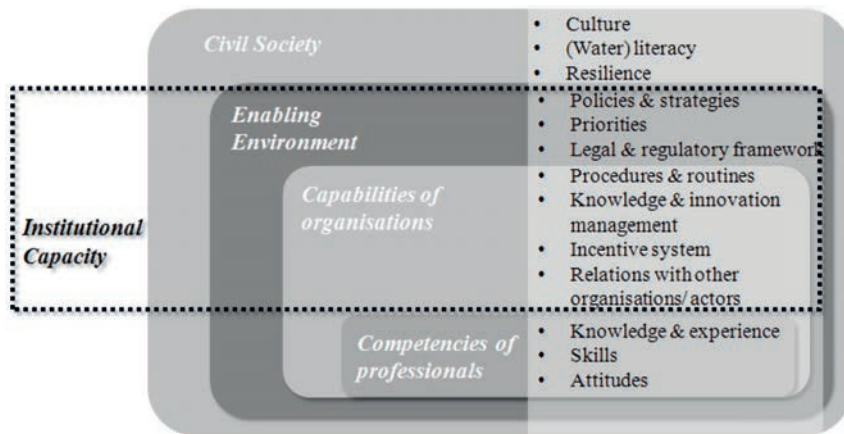 Civil Society
• Culture
• (Water) literacy
• Resilience
Enabling
Environment
• Policies & strategies
• Priorities
• Legal & regulatory framework
Capabilities of
organisations
• Procedures & routines
• Knowledge & innovation
management
• Incentive system
• Relations with other
organisations/ actors
Institutional
Capacity
Competencies of
professionals
• Knowledge & experience
• Skills
• Attitudes